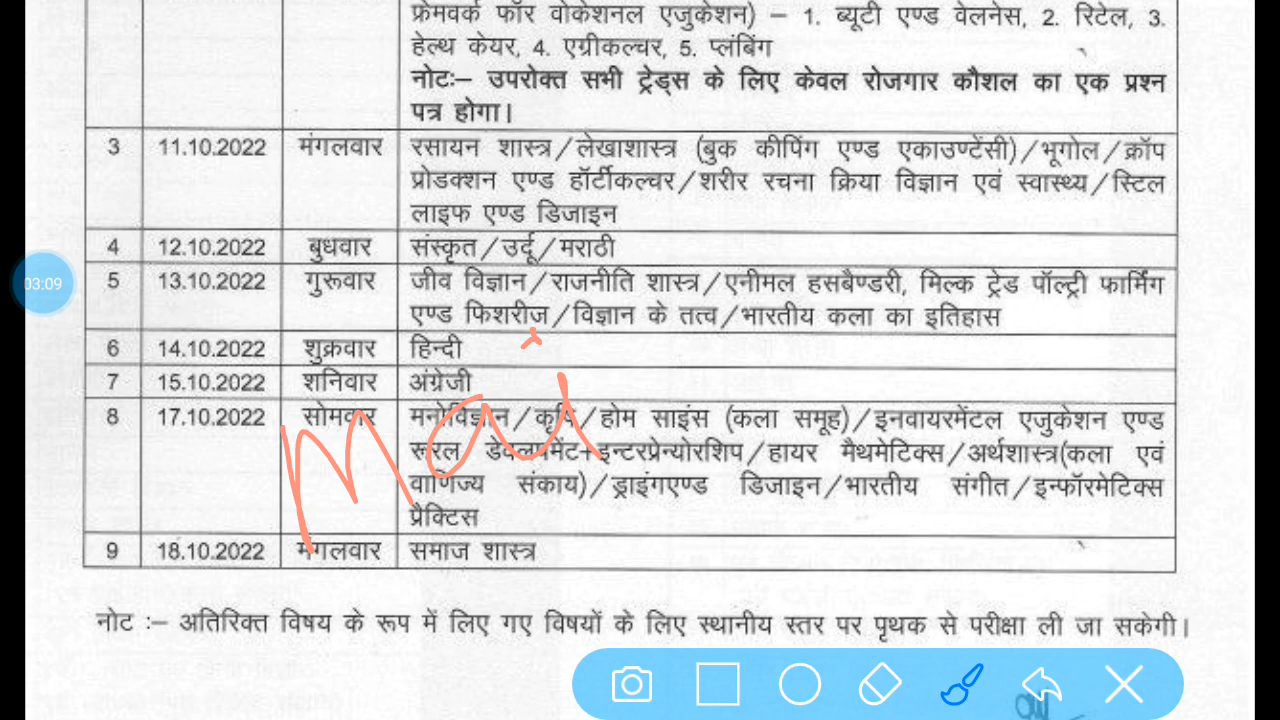 फ्रेमवर्क फॉर वोकेशनल एजुकेशन) – 1. ब्यूटी एण्ड वेलनेस, 2. रिटेल, 3.
हेल्थ केयर, 4. एग्रीकल्चर, 5. प्लंबिंग
नोटः– उपरोक्त सभी ट्रेड्स के लिए केवल रोजगार कौशल का एक प्रश्न
पत्र होगा।
3 11.10.2022 मंगलवार रसायन शास्त्र/लेखाशास्त्र (बुक कीपिंग एण्ड एकाउण्टेंसी)/भूगोल/क्रॉप
प्रोडक्शन एण्ड हॉर्टीकल्चर/शरीर रचना क्रिया विज्ञान एवं स्वास्थ्य/स्टिल
लाइफ एण्ड डिजाइन
4 12.10.2022 बुधवार संस्कृत/उर्दू/मराठी
5 13.10.2022 गुरूवार जीव विज्ञान/राजनीति शास्त्र/एनीमल हसबैण्डरी, मिल्क ट्रेड पॉल्ट्री फार्मिंग
एण्ड फिशरीज/विज्ञान के तत्व/भारतीय कला का इतिहास
6 14.10.2022 शुक्रवार हिन्दी
7 15.10.2022 शनिवार अंग्रेजी
8 17.10.2022 सोमवार मनोविज्ञान/कृषि/होम साइंस (कला समूह)/इनवायरमेंटल एजुकेशन एण्ड
रूरल डेवलपमेंट+इन्टरप्रेन्योरशिप/हायर मैथमेटिक्स/अर्थशास्त्र(कला एवं
वाणिज्य संकाय)/ड्राइंगएण्ड डिजाइन/भारतीय संगीत/इन्फॉरमेटिक्स
प्रैक्टिस
9 18.10.2022 मंगलवार समाज शास्त्र
नोट :– अतिरिक्त विषय के रूप में लिए गए विषयों के लिए स्थानीय स्तर पर पृथक से परीक्षा ली जा सकेगी।
03:09